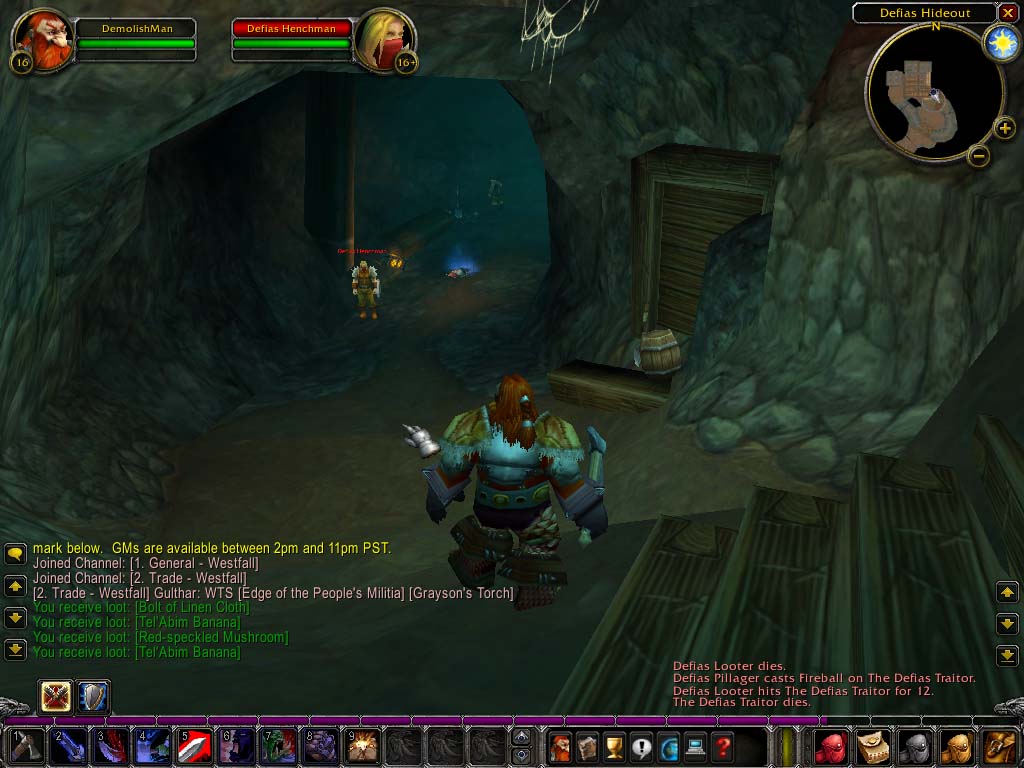 DemolishMan
16
Defias Henchman
16+
Defias Hideout
N
Defias Henchman
mark below.  GMs are available between 2pm and 11pm PST.
Joined Channel: [1. General - Westfall]
Joined Channel: [2. Trade - Westfall]
[2. Trade - Westfall] Gulthar: WTS [Edge of the People's Militia] [Grayson's Torch]
You receive loot: [Bolt of Linen Cloth]
You receive loot: [Tel'Abim Banana]
You receive loot: [Red-speckled Mushroom]
You receive loot: [Tel'Abim Banana]
Defias Looter dies.
Defias Pillager casts Fireball on The Defias Traitor.
Defias Looter hits The Defias Traitor for 12.
The Defias Traitor dies.
1 2 3 4 5 6 7 8 9